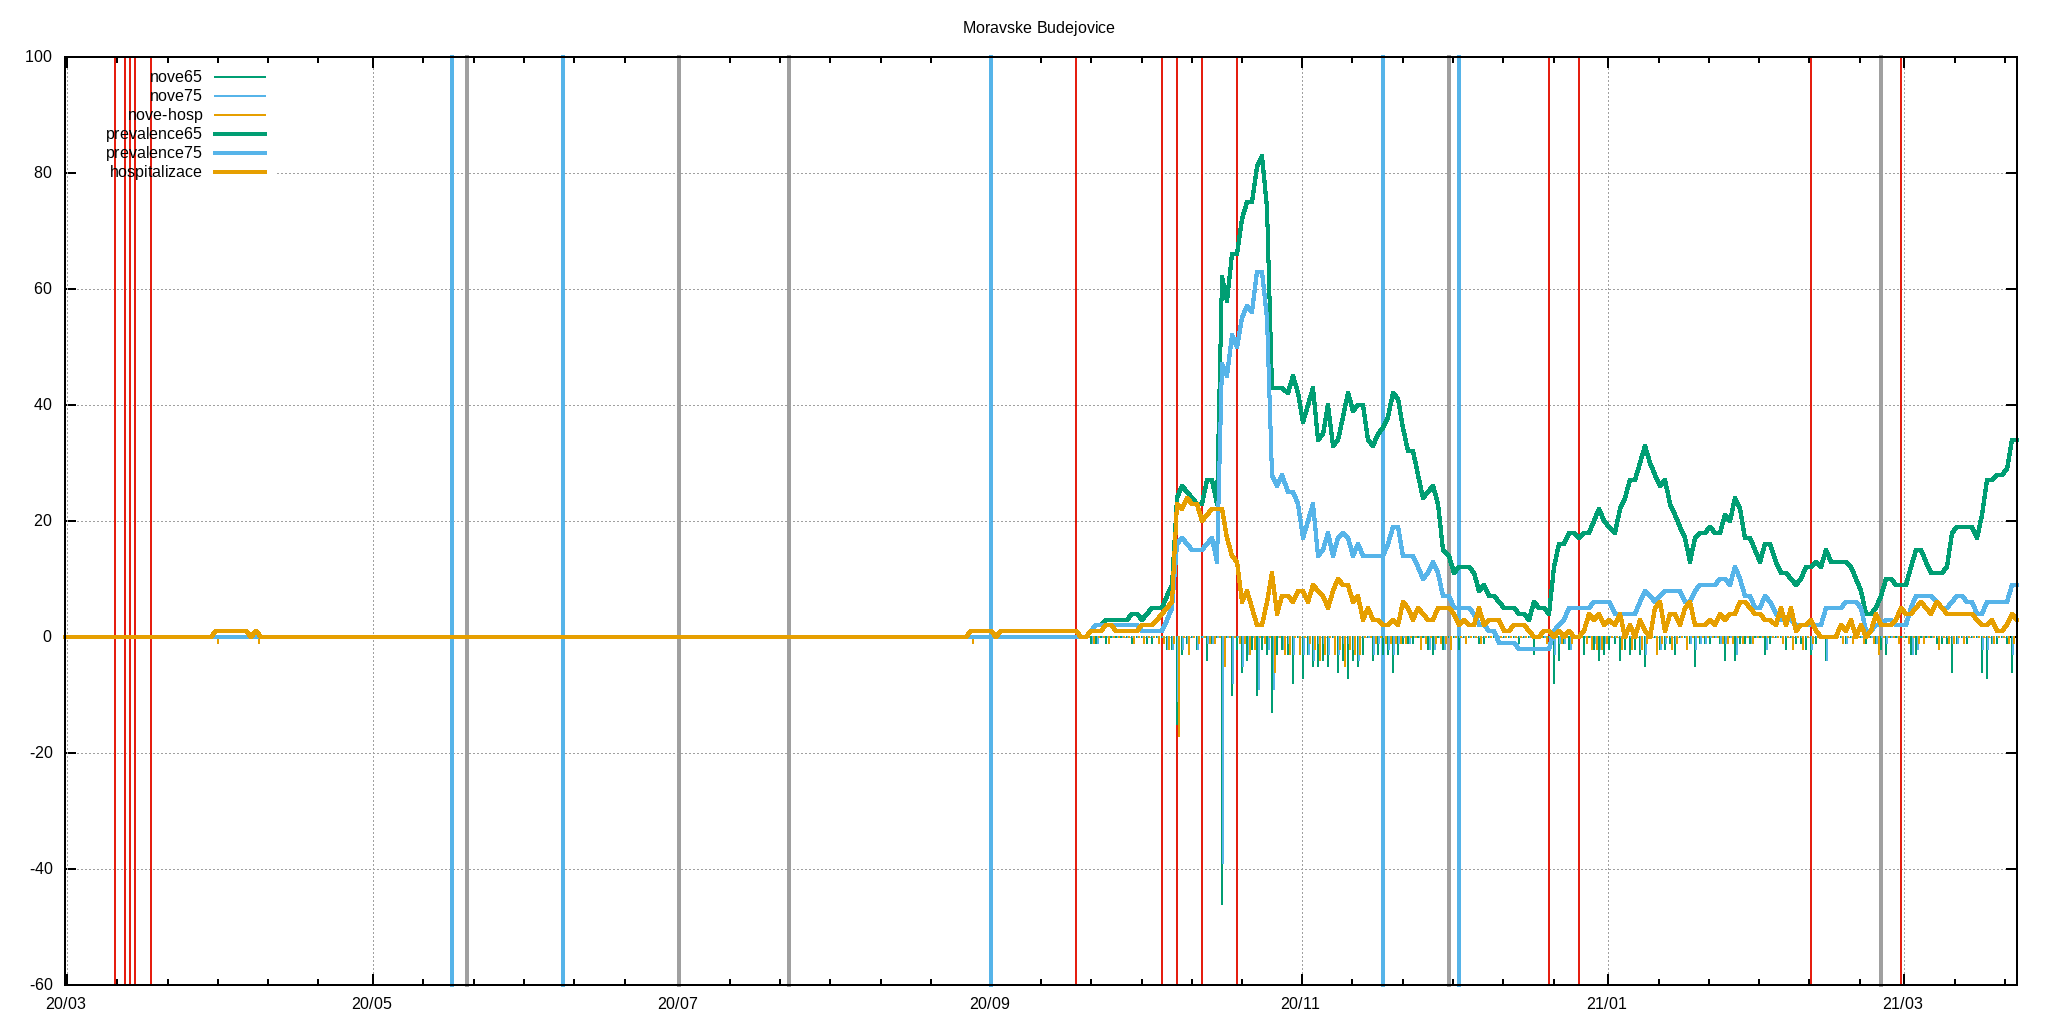 Moravske Budejovice
100
80
60
40
20
0
-20
-40
-60
nove65
nove75
nove-hosp
prevalence65
prevalence75
hospitalizace
20/03 20/05 20/07 20/09 20/11 21/01 21/03